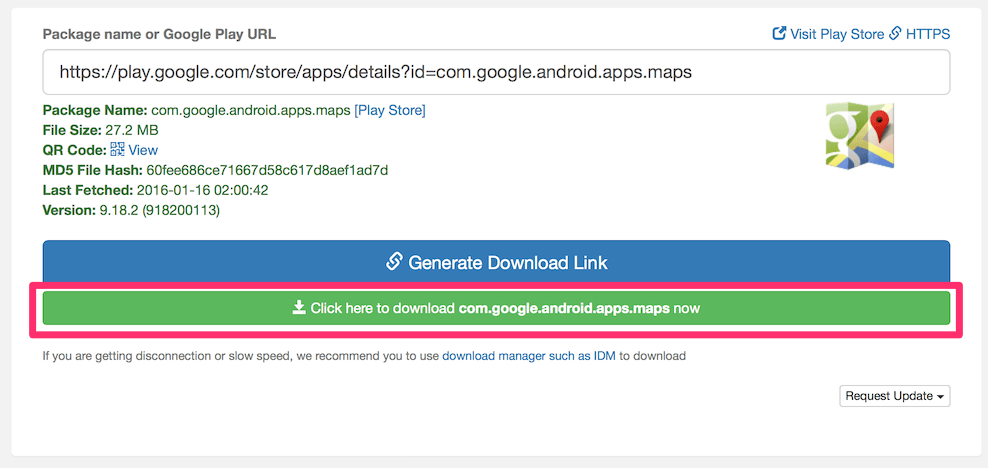 Package name or Google Play URL
Visit Play Store HTTPS
https://play.google.com/store/apps/details?id=com.google.android.apps.maps
Package Name: com.google.android.apps.maps [Play Store]
File Size: 27.2 MB
QR Code: View
MD5 File Hash: 60fee686ce71667d58c617d8aef1ad7d
Last Fetched: 2016-01-16 02:00:42
Version: 9.18.2 (918200113)
Generate Download Link
Click here to download com.google.android.apps.maps now
If you are getting disconnection or slow speed, we recommend you to use download manager such as IDM to download
Request Update